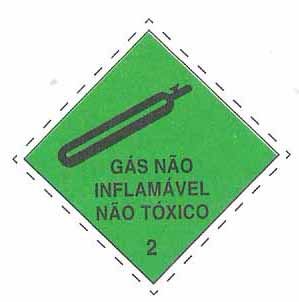 GÁS NÃO
INFLAMÁVEL
NÃO TÓXICO
2